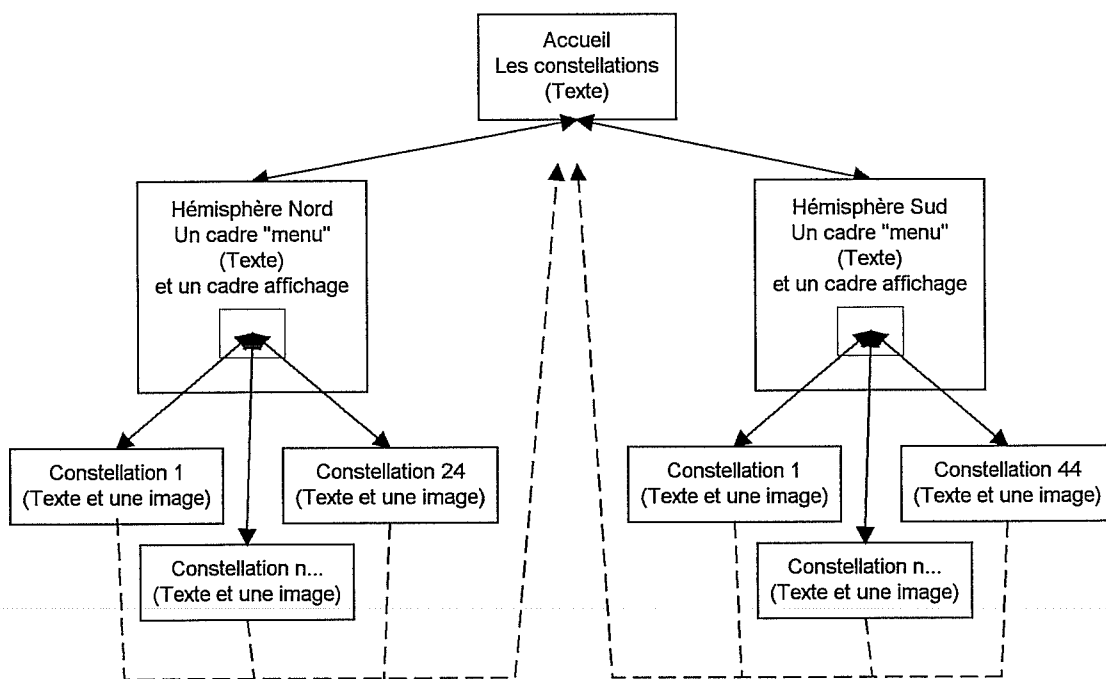 Accueil
Les constellations
(Texte)
Hémisphère Nord
Un cadre "menu"
(Texte)
et un cadre affichage
Hémisphère Sud
Un cadre "menu"
(Texte)
et un cadre affichage
Constellation 1
(Texte et une image)
Constellation 24
(Texte et une image)
Constellation n...
(Texte et une image)
Constellation 1
(Texte et une image)
Constellation 44
(Texte et une image)
Constellation n...
(Texte et une image)